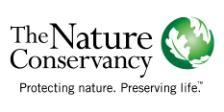 The Nature
Conservancy
Protecting nature. Preserving life.™